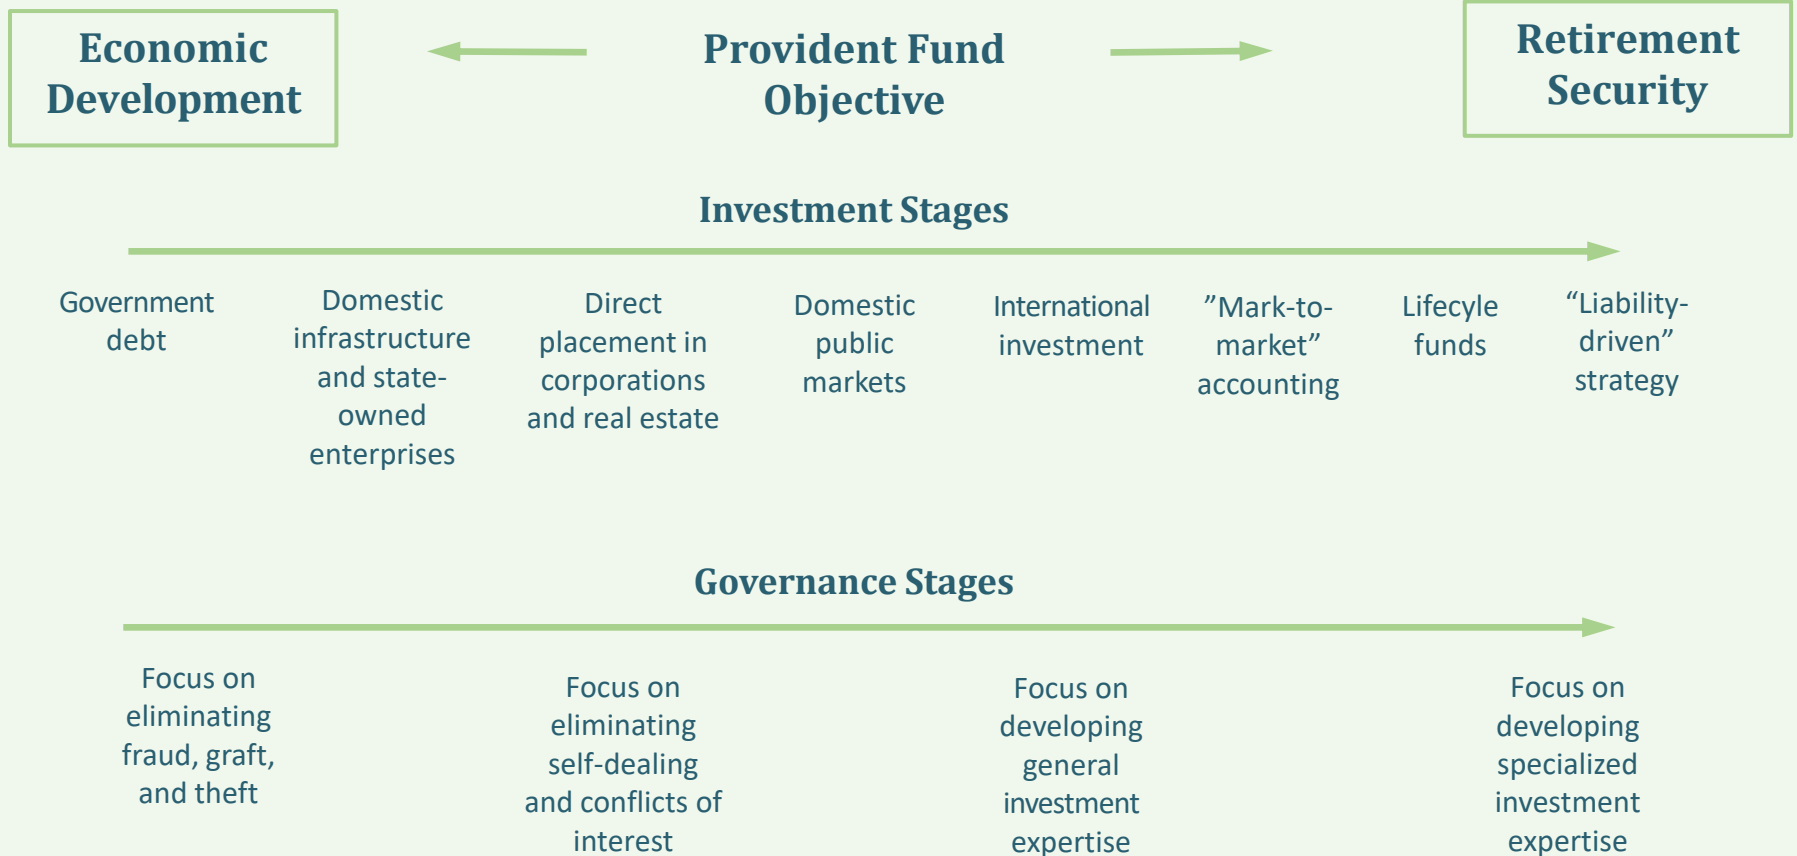 Economic
Development
Provident Fund
Objective
Retirement
Security
Investment Stages
Government
debt
Domestic
infrastructure
and state-
owned
enterprises
Direct
placement in
corporations
and real estate
Domestic
public
markets
International
investment
”Mark-to-
market”
accounting
Lifecyle
funds
“Liability-
driven”
strategy
Governance Stages
Focus on
eliminating
fraud, graft,
and theft
Focus on
eliminating
self-dealing
and conflicts of
interest
Focus on
developing
general
investment
expertise
Focus on
developing
specialized
investment
expertise